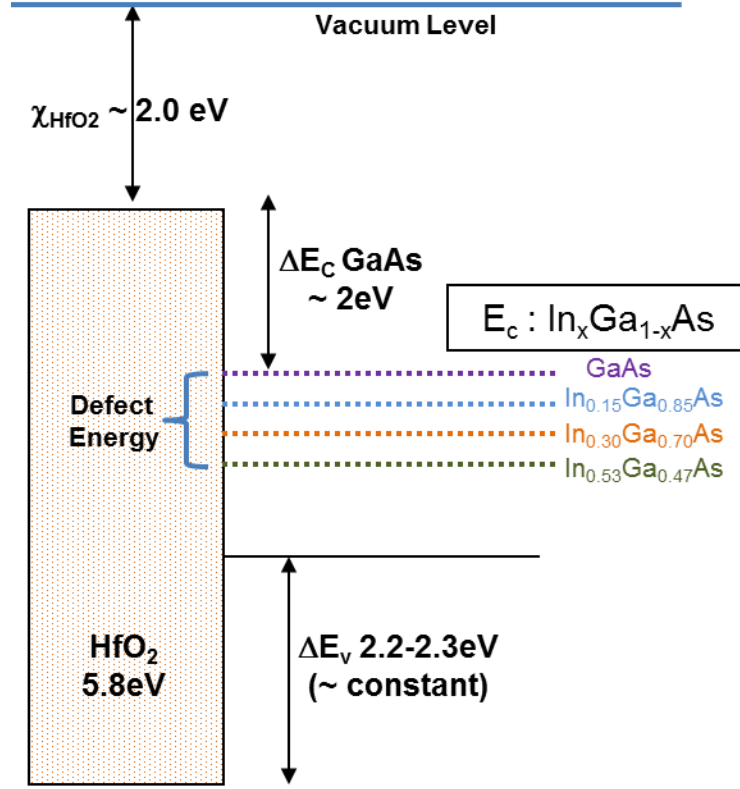 Vacuum Level
χHfO2 ~ 2.0 eV
ΔEC GaAs
~ 2eV
Ec : InxGa1-xAs
GaAs
In0.15Ga0.85As
In0.30Ga0.70As
In0.53Ga0.47As
Defect
Energy
HfO2
5.8eV
ΔEv 2.2-2.3eV
(~ constant)